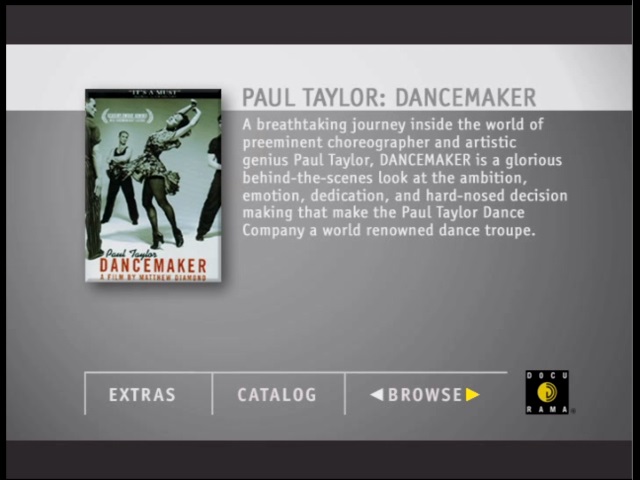 PAUL TAYLOR: DANCEMAKER
A breathtaking journey inside the world of
preeminent choreographer and artistic
genius Paul Taylor, DANCEMAKER is a glorious
behind-the-scenes look at the ambition,
emotion, dedication, and hard-nosed decision
making that make the Paul Taylor Dance
Company a world renowned dance troupe.
"IT'S A MUST"
Paul Taylor
DANCEMAKER
A FILM BY MATTHEW DIAMOND
EXTRAS
CATALOG
BROWSE
DOCU
RAMA